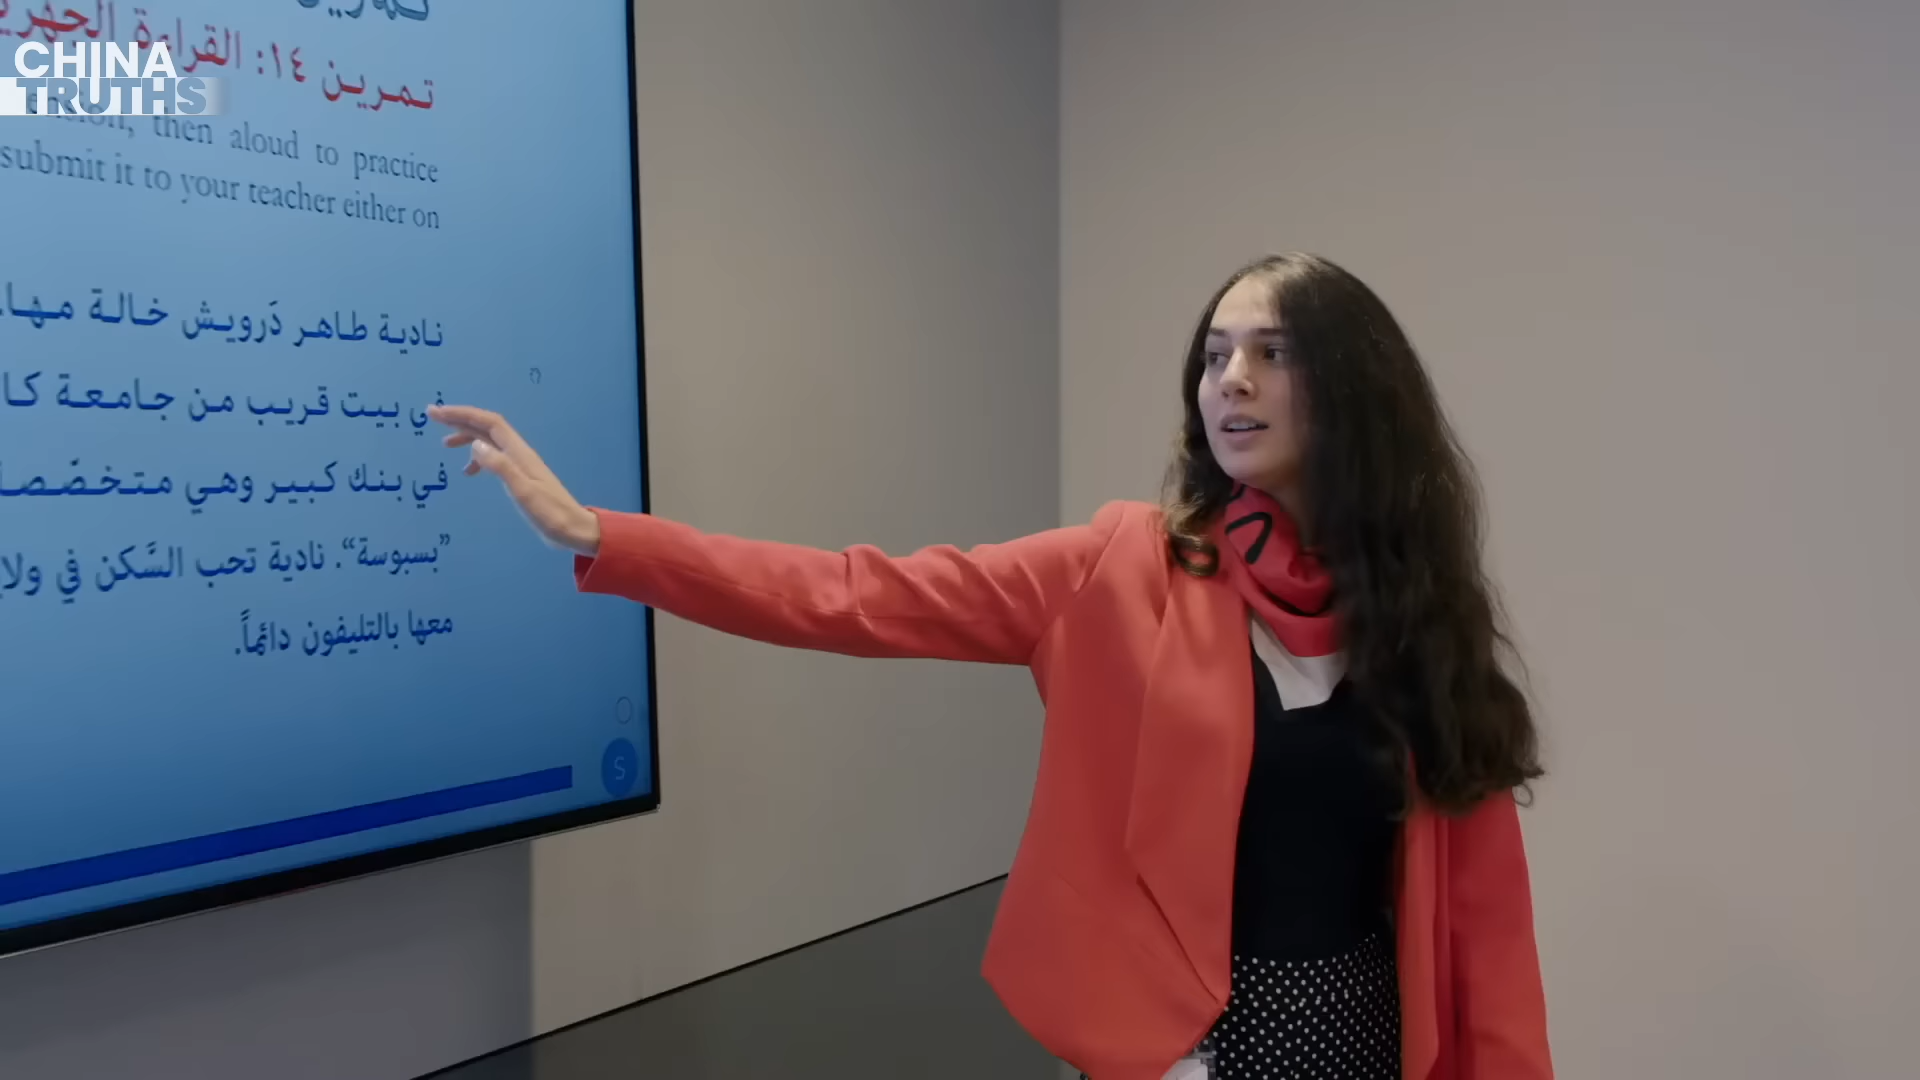 CHINA
TRUTHS
تمرين ١٤: القراءة الجهرية
then aloud to practice
submit it to your teacher either on
نادية طاهر دَرويش خالة مها
في بيت قريب من جامعة
في بنك كبير وهي
”بسبوسة“. نادية تحب السَّكن في
معها بالتليفون دائماً.
S